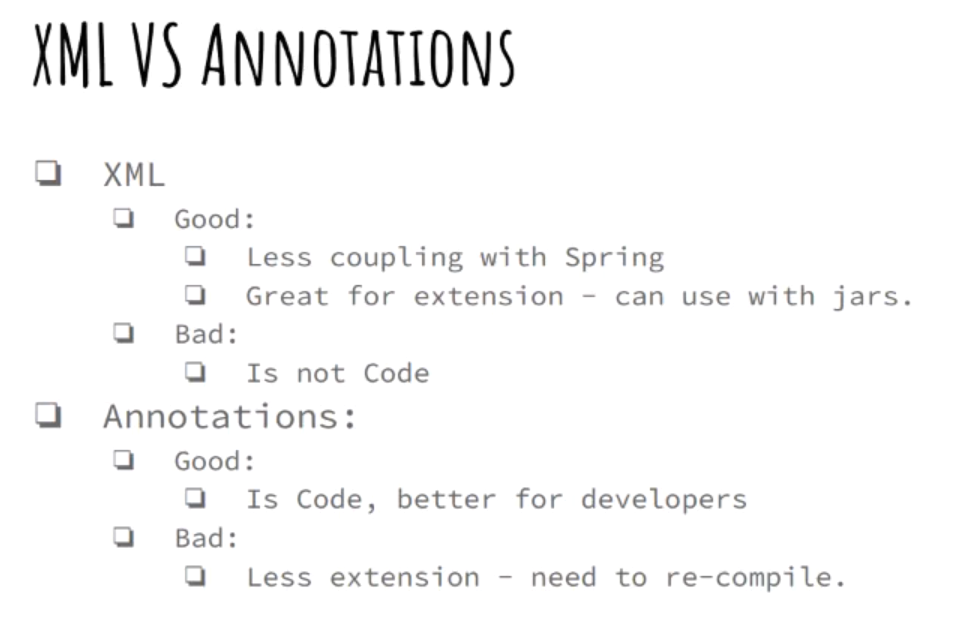 XML VS ANNOTATIONS
XML
Good:
Less coupling with Spring
Great for extension - can use with jars.
Bad:
Is not Code
Annotations:
Good:
Is Code, better for developers
Bad:
Less extension - need to re-compile.